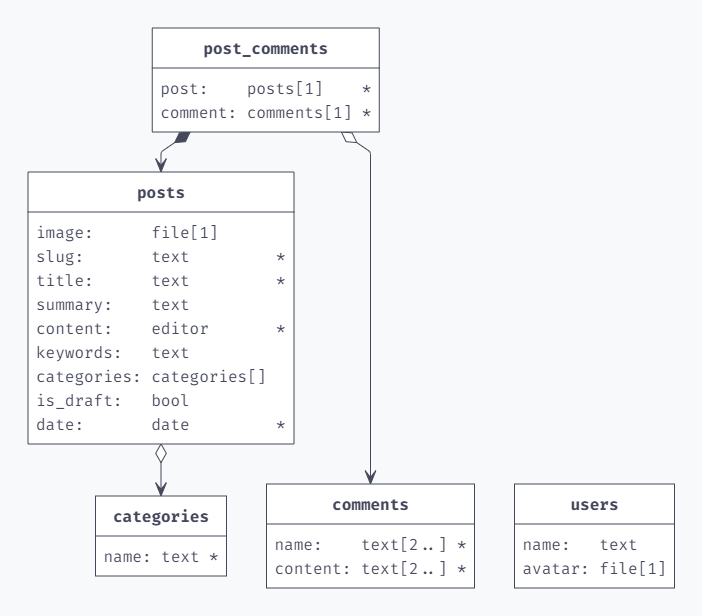 post_comments
post: posts[1] *
comment: comments[1] *
posts
image: file[1]
slug: text *
title: text *
summary: text
content: editor *
keywords: text
categories: categories[]
is_draft: bool
date: date *
categories
name: text *
comments
name: text[2..] *
content: text[2..] *
users
name: text
avatar: file[1]